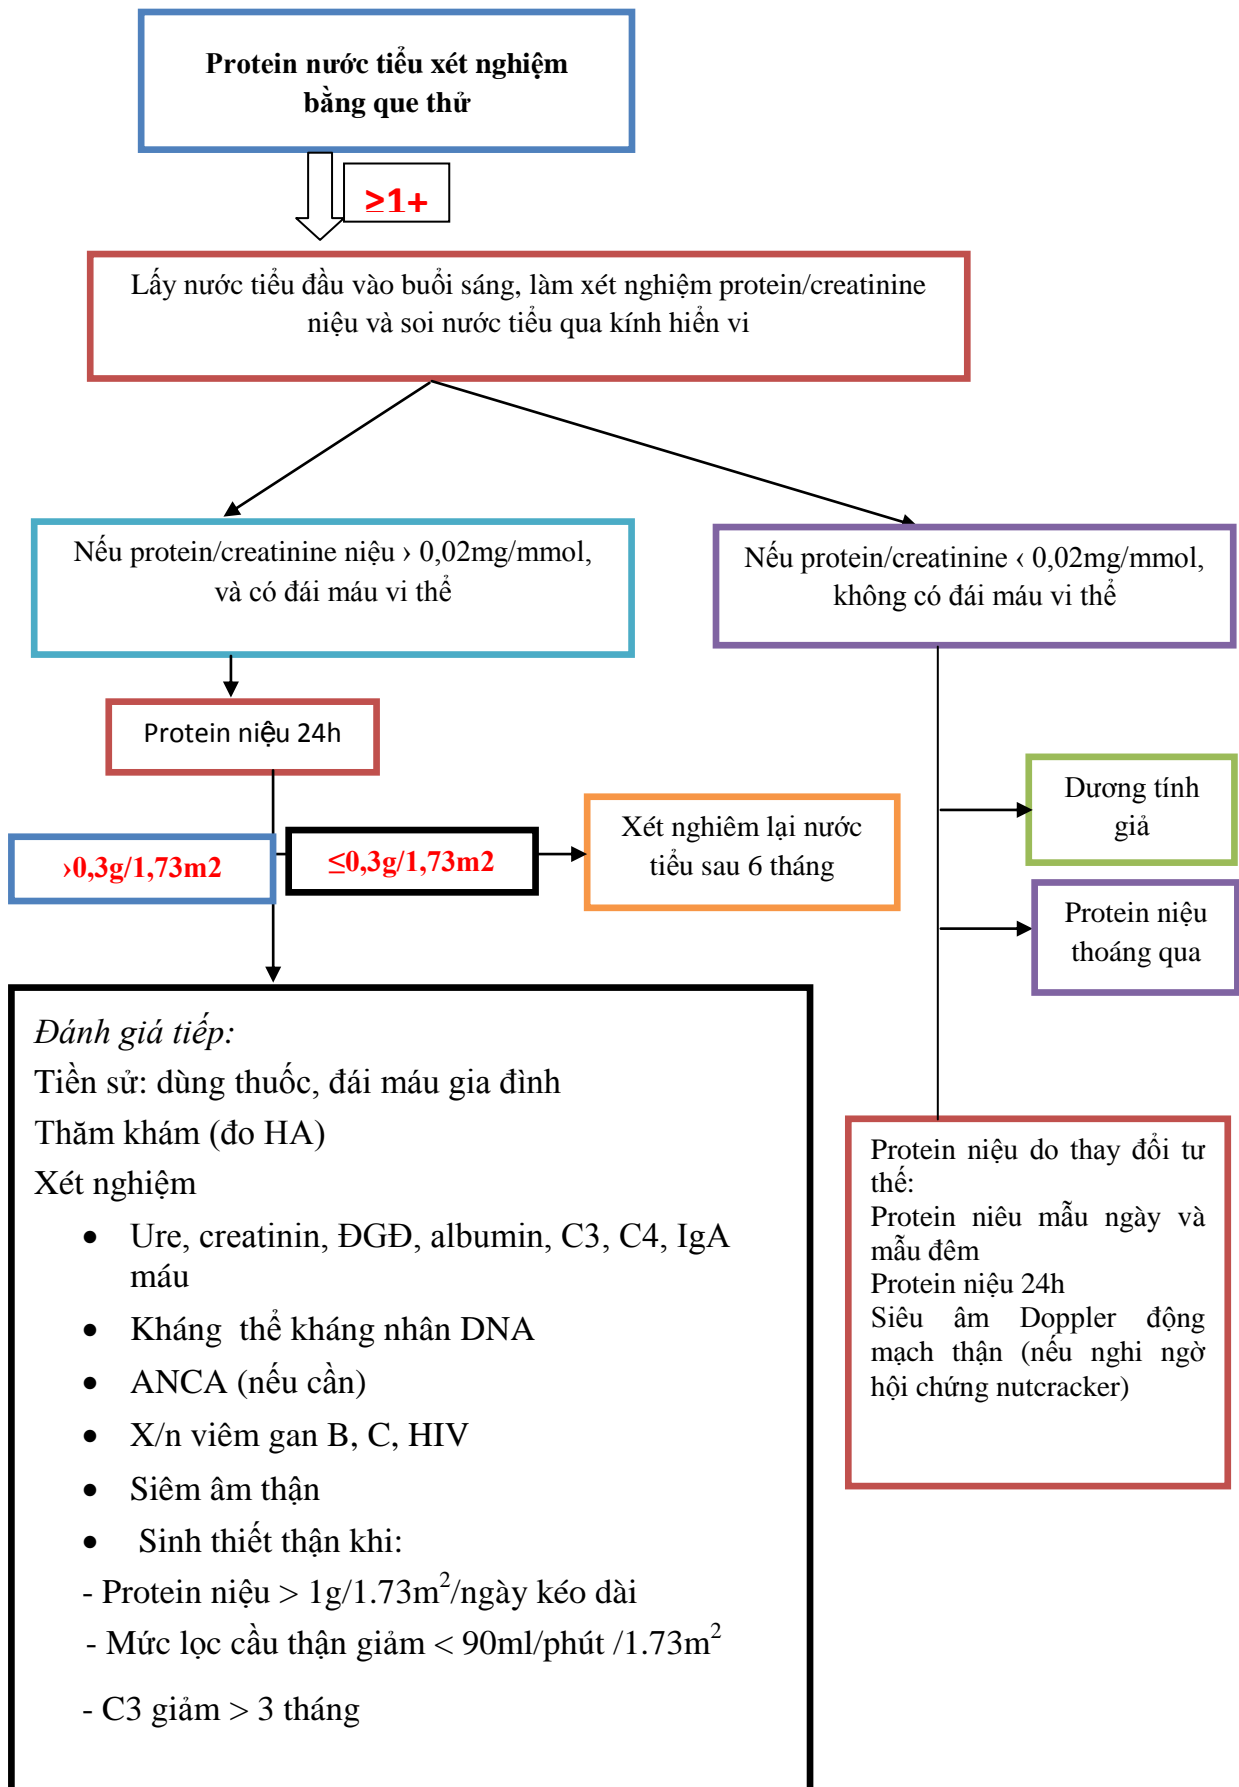 Protein nước tiểu xét nghiệm
bằng que thử
≥1+
Lấy nước tiểu đầu vào buổi sáng, làm xét nghiệm protein/creatinine
niệu và soi nước tiểu qua kính hiển vi
Nếu protein/creatinine niệu › 0,02mg/mmol,
và có đái máu vi thể
Nếu protein/creatinine ‹ 0,02mg/mmol,
không có đái máu vi thể
Protein niệu 24h
›0,3g/1,73m2
≤0,3g/1,73m2
Xét nghiêm lại nước
tiểu sau 6 tháng
Dương tính
giả
Protein niệu
thoáng qua
Đánh giá tiếp:
Tiền sử: dùng thuốc, đái máu gia đình
Thăm khám (đo HA)
Xét nghiệm
• Ure, creatinin, ĐGĐ, albumin, C3, C4, IgA
máu
• Kháng thể kháng nhân DNA
• ANCA (nếu cần)
• X/n viêm gan B, C, HIV
• Siêm âm thận
• Sinh thiết thận khi:
- Protein niệu > 1g/1.73m²/ngày kéo dài
- Mức lọc cầu thận giảm < 90ml/phút /1.73m²
- C3 giảm > 3 tháng
Protein niệu do thay đổi tư
thế:
Protein niêu mẫu ngày và
mẫu đêm
Protein niệu 24h
Siêu âm Doppler động
mạch thận (nếu nghi ngờ
hội chứng nutcracker)